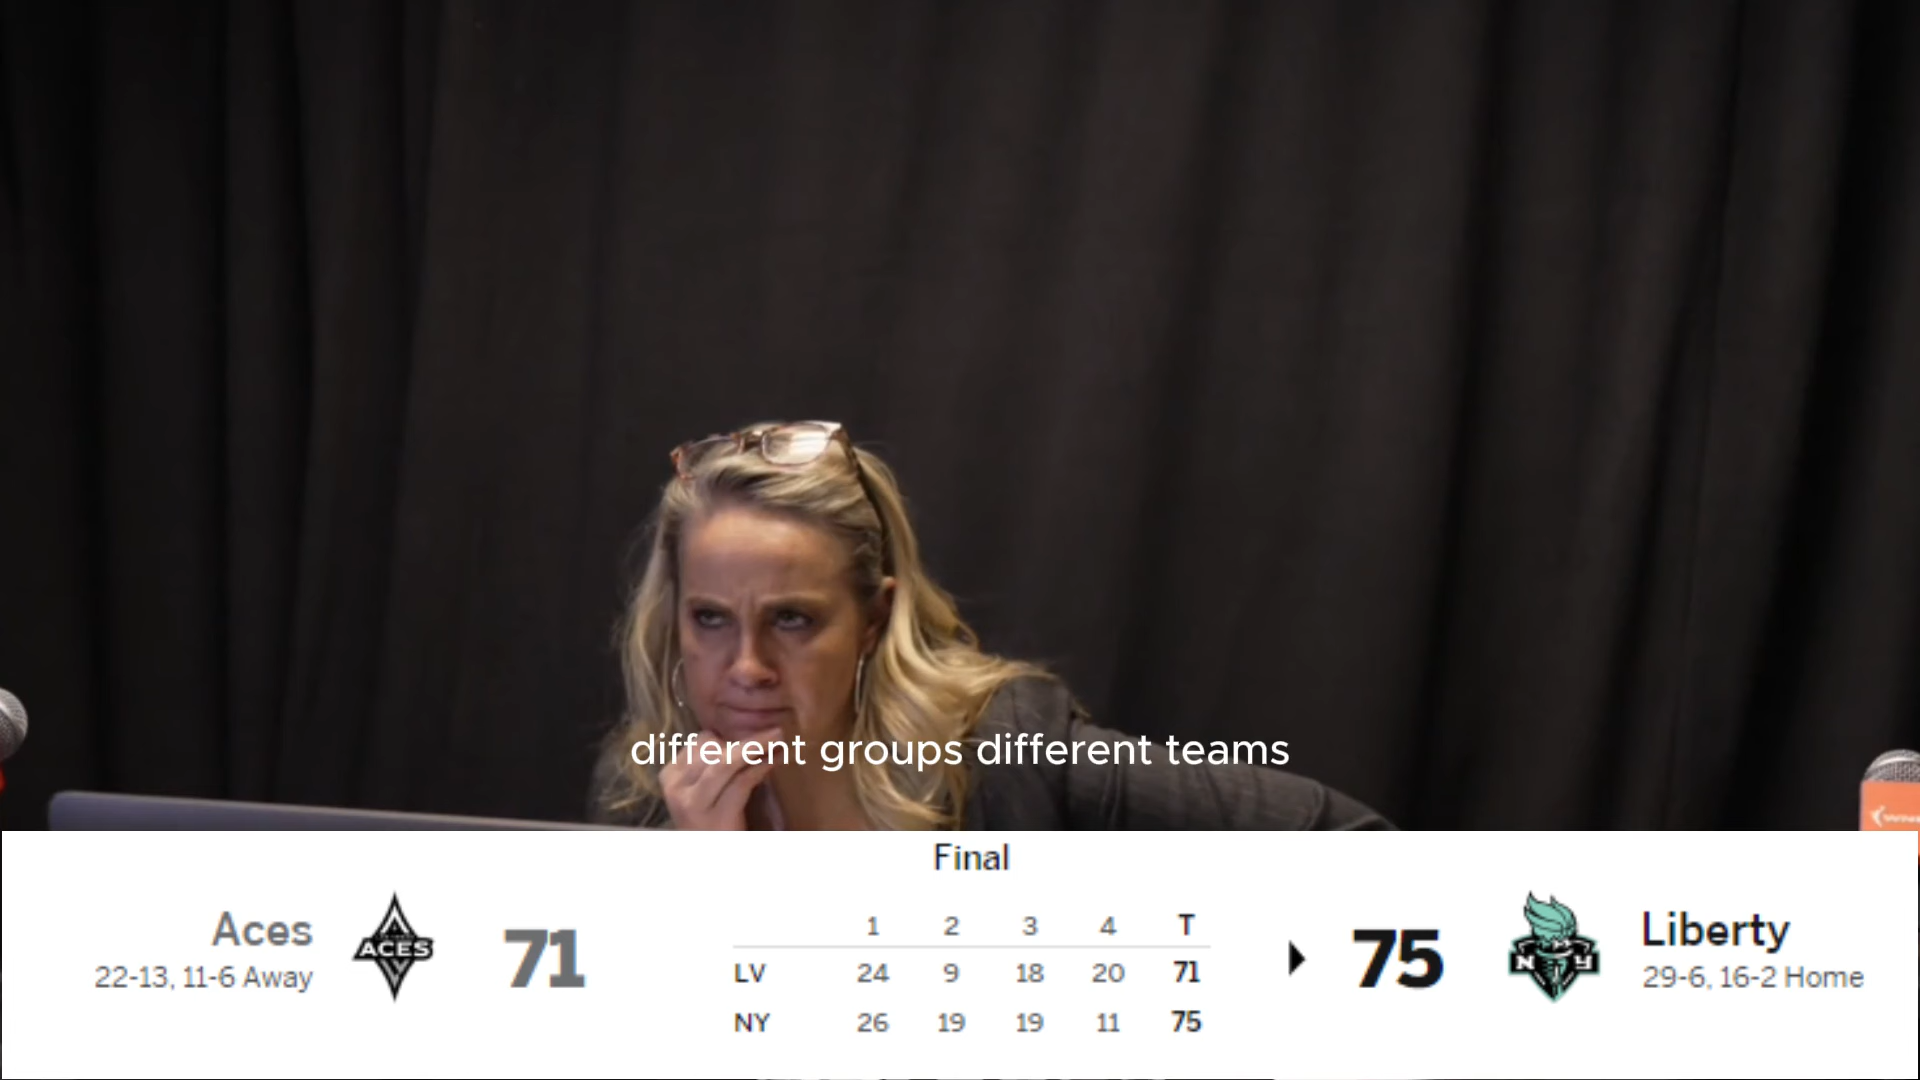 different groups different teams
Final
Aces
22-13, 11-6 Away
ACES
71
1 2 3 4 T
LV 24 9 18 20 71
NY 26 19 19 11 75
75
N Y
Liberty
29-6, 16-2 Home